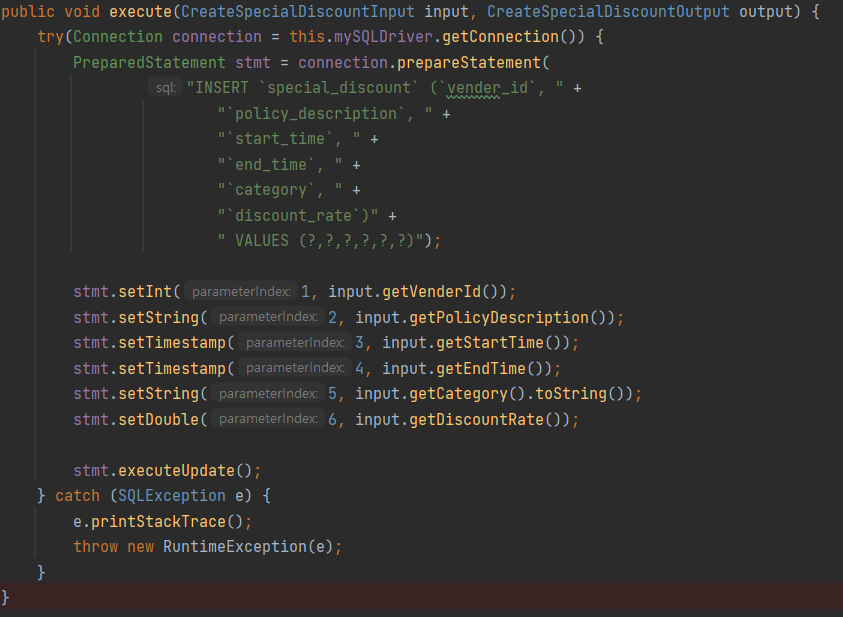 public void execute(CreateSpecialDiscountInput input, CreateSpecialDiscountOutput output) {
try(Connection connection = this.mySQLDriver.getConnection()) {
PreparedStatement stmt = connection.prepareStatement(
sql: "INSERT `special_discount` (`vender_id`, " +
"`policy_description`, " +
"`start_time`, " +
"`end_time`, " +
"`category`, " +
"`discount_rate`)" +
" VALUES (?,?,?,?,?,?)");
stmt.setInt( parameterIndex: 1, input.getVenderId());
stmt.setString( parameterIndex: 2, input.getPolicyDescription());
stmt.setTimestamp( parameterIndex: 3, input.getStartTime());
stmt.setTimestamp( parameterIndex: 4, input.getEndTime());
stmt.setString( parameterIndex: 5, input.getCategory().toString());
stmt.setDouble( parameterIndex: 6, input.getDiscountRate());
stmt.executeUpdate();
} catch (SQLException e) {
e.printStackTrace();
throw new RuntimeException(e);
}
}